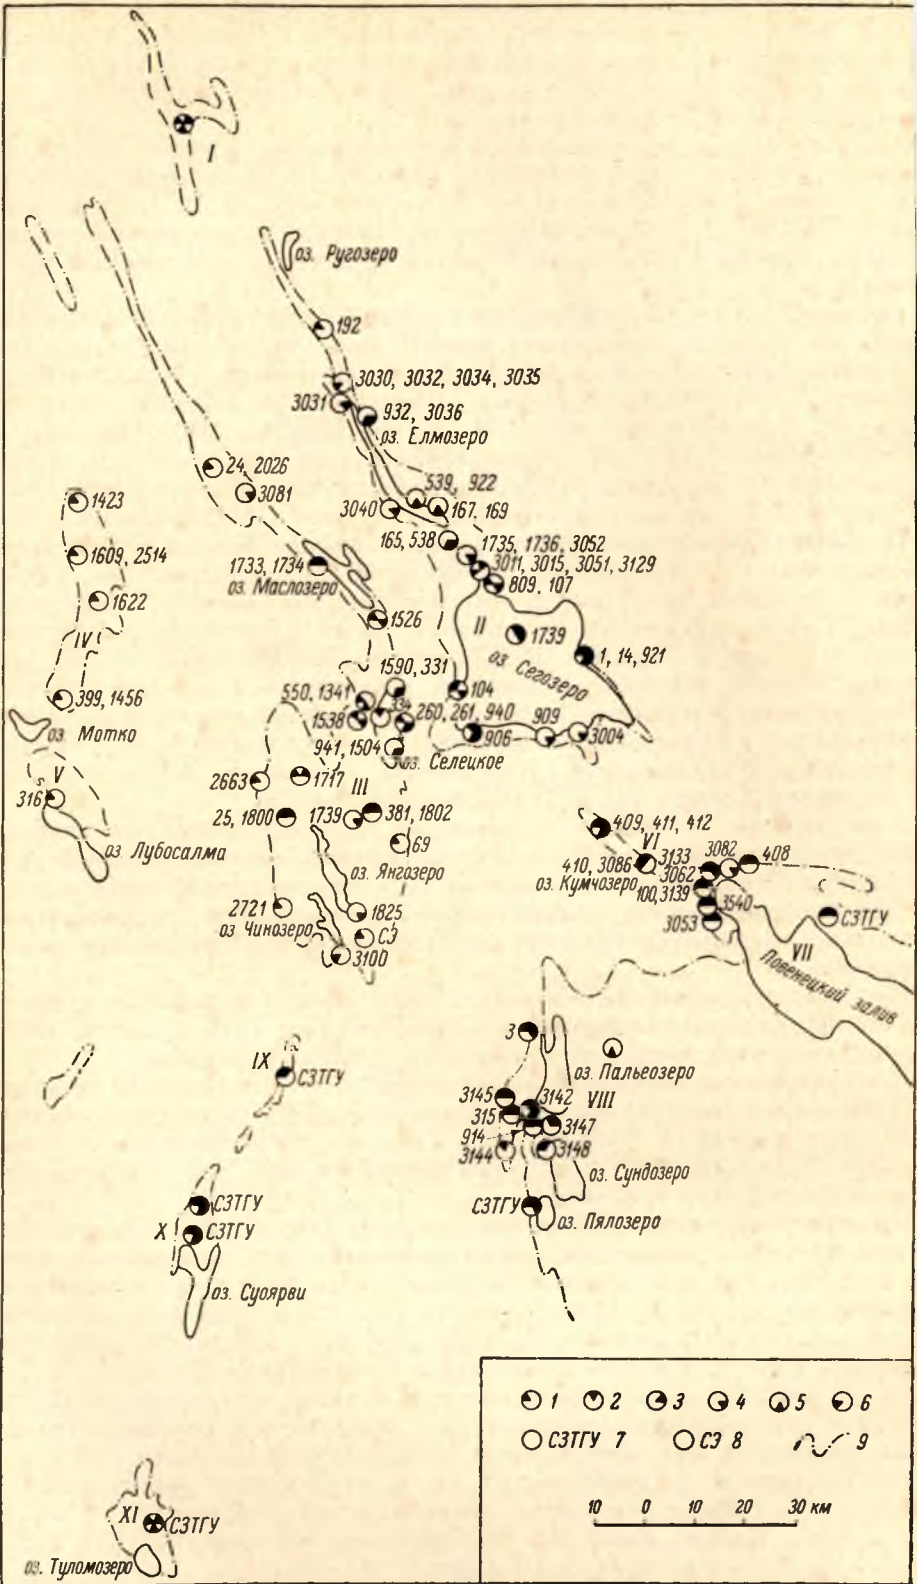 I
оз. Ругозеро
192
3030, 3032, 3034, 3035
3031
932, 3036
оз. Елмозеро
24, 2026
3081
539, 922
1423
3040
167, 169
165, 538
1735, 1736, 3052
1609, 2514
3011, 3015, 3051, 3129
1733, 1734
809, 107
оз. Маслозеро
1622
1526
II
1739
IV
1, 14, 921
оз. Сегозеро
1590, 331
399, 1456
550, 1341
104
334
1538
260, 261, 940
909
оз. Мотко
906
3004
941, 1504
оз. Селецкое
V
2663
1717
III
316
25, 1800
1739
381, 1802
409, 411, 412
VI
69
оз. Лубосалма
3133
3082
408
410, 3086
3062
оз. Янгозеро
оз. Кумчозеро
100, 3139
2721
3540
1825
СЗТГУ
оз. Чинозеро
3053
СЭ
3100
VII
Повенецкий залив
3
IX
СЗТГУ
оз. Пальеозеро
3145
3142
VIII
315
3147
914
3144
3148
оз. Сундозеро
СЗТГУ
СЗТГУ
X
СЗТГУ
оз. Пялозеро
оз. Суоярви
1 2 3 4 5 6
СЗТГУ 7 СЭ 8 9
10 0 10 20 30 км
XI
СЗТГУ
оз. Туломозеро